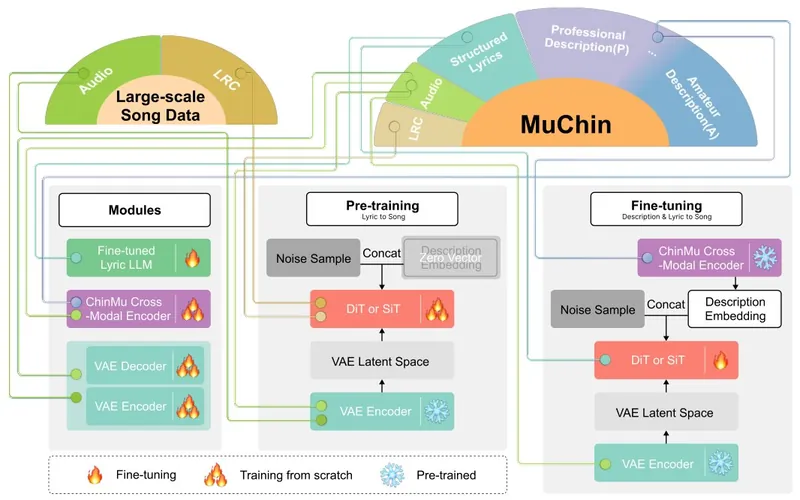 Audio
LRC
Large-scale
Song Data
LRC
Audio
Structured
Lyrics
Professional
Description(P)
...
Amateur
Description(A)
MuChin
Modules
Fine-tuned
Lyric LLM
ChinMu Cross
-Modal Encoder
VAE Decoder
VAE Encoder
Pre-training
Lyric to Song
Noise Sample
Concat
Description
Embedding
Zero Vector
DiT or SiT
VAE Latent Space
VAE Encoder
Fine-tuning
Description & Lyric to Song
ChinMu Cross
-Modal Encoder
Noise Sample
Concat
Description
Embedding
DiT or SiT
VAE Latent Space
VAE Encoder
Fine-tuning
Training from scratch
Pre-trained